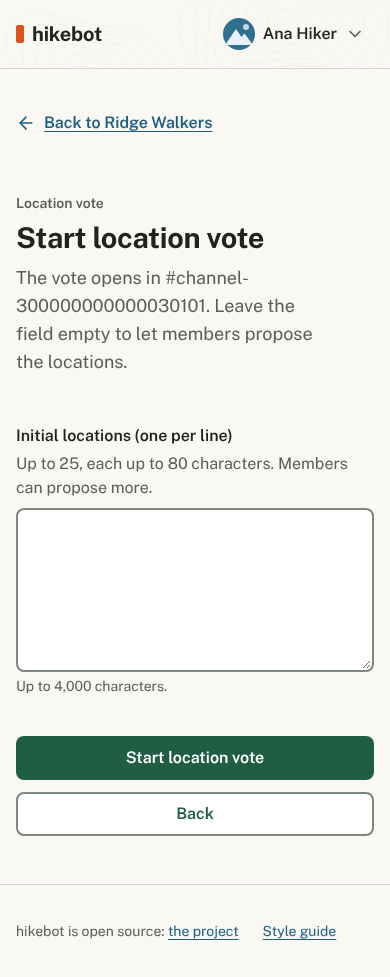 hikebot
Ana Hiker
Back to Ridge Walkers
Location vote
Start location vote
The vote opens in #channel-
300000000000030101. Leave the
field empty to let members propose
the locations.
Initial locations (one per line)
Up to 25, each up to 80 characters. Members
can propose more.
Up to 4,000 characters.
Start location vote
Back
hikebot is open source: the project
Style guide